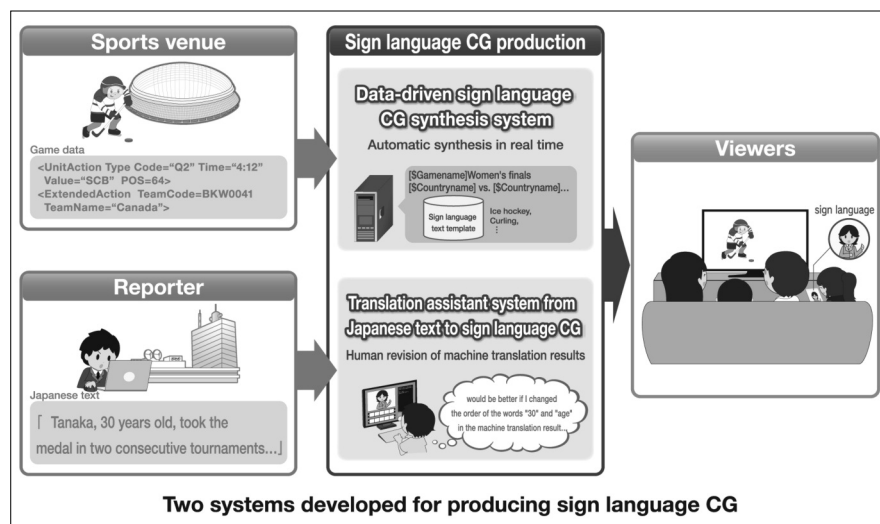 Sports venue
Game data
<UnitAction Type Code="Q2" Time="4:12"
Value="SCB" POS=64>
<ExtendedAction TeamCode=BKW0041
TeamName="Canada">
Reporter
Japanese text
「 Tanaka, 30 years old, took the
medal in two consecutive tournaments...」
Sign language CG production
Data-driven sign language
CG synthesis system
Automatic synthesis in real time
[$Gamename]Women's finals
[$Countryname] vs. [$Countryname]...
Sign language
text template
Ice hockey,
Curling,
⋮
Translation assistant system from
Japanese text to sign language CG
Human revision of machine translation results
would be better if I changed
the order of the words "30" and "age"
in the machine translation result...
Viewers
sign language
Two systems developed for producing sign language CG